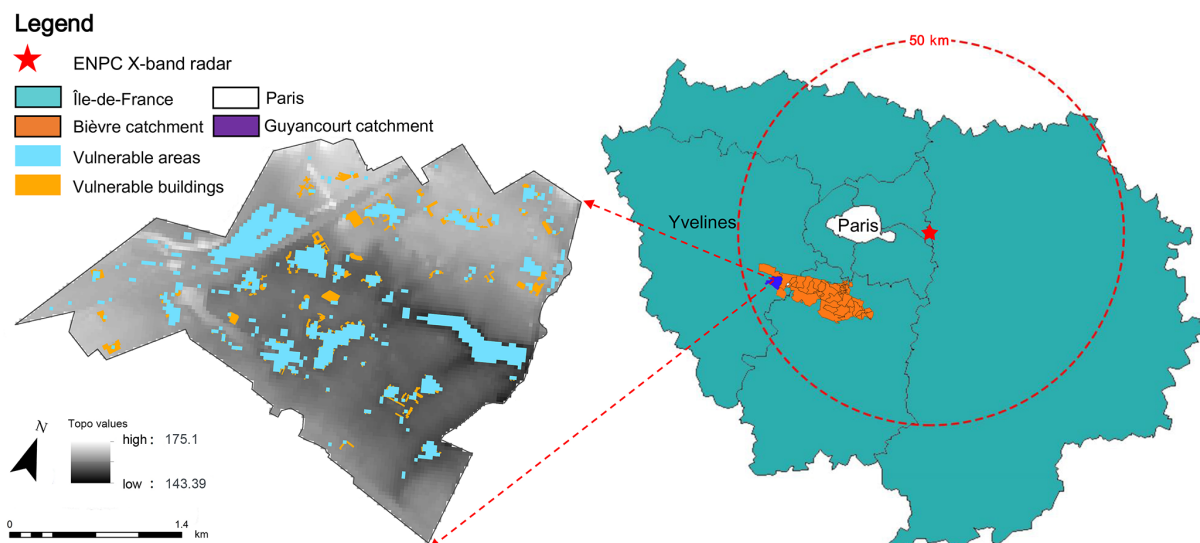 Legend
ENPC X-band radar
Île-de-France
Paris
Bièvre catchment
Guyancourt catchment
Vulnerable areas
Vulnerable buildings
50 km
Yvelines
Paris
N
Topo values
high : 175.1
low : 143.39
0
1.4
km